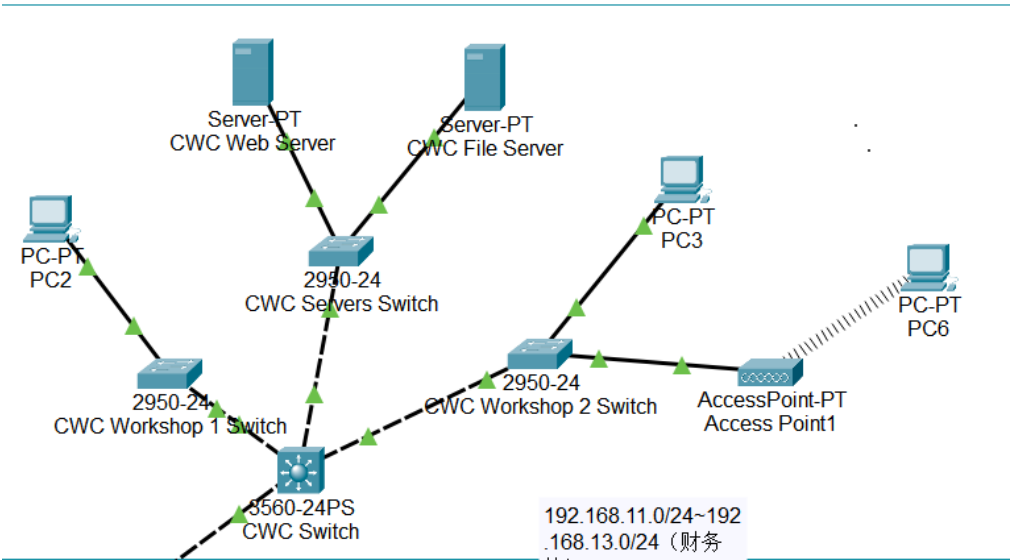 Server-PT
CWC Web Server
Server-PT
CWC File Server
PC-PT
PC3
PC-PT
PC2
2950-24
CWC Servers Switch
PC-PT
PC6
2950-24
CWC Workshop 1 Switch
2950-24
CWC Workshop 2 Switch
AccessPoint-PT
Access Point1
3560-24PS
CWC Switch
192.168.11.0/24~192
.168.13.0/24（财务